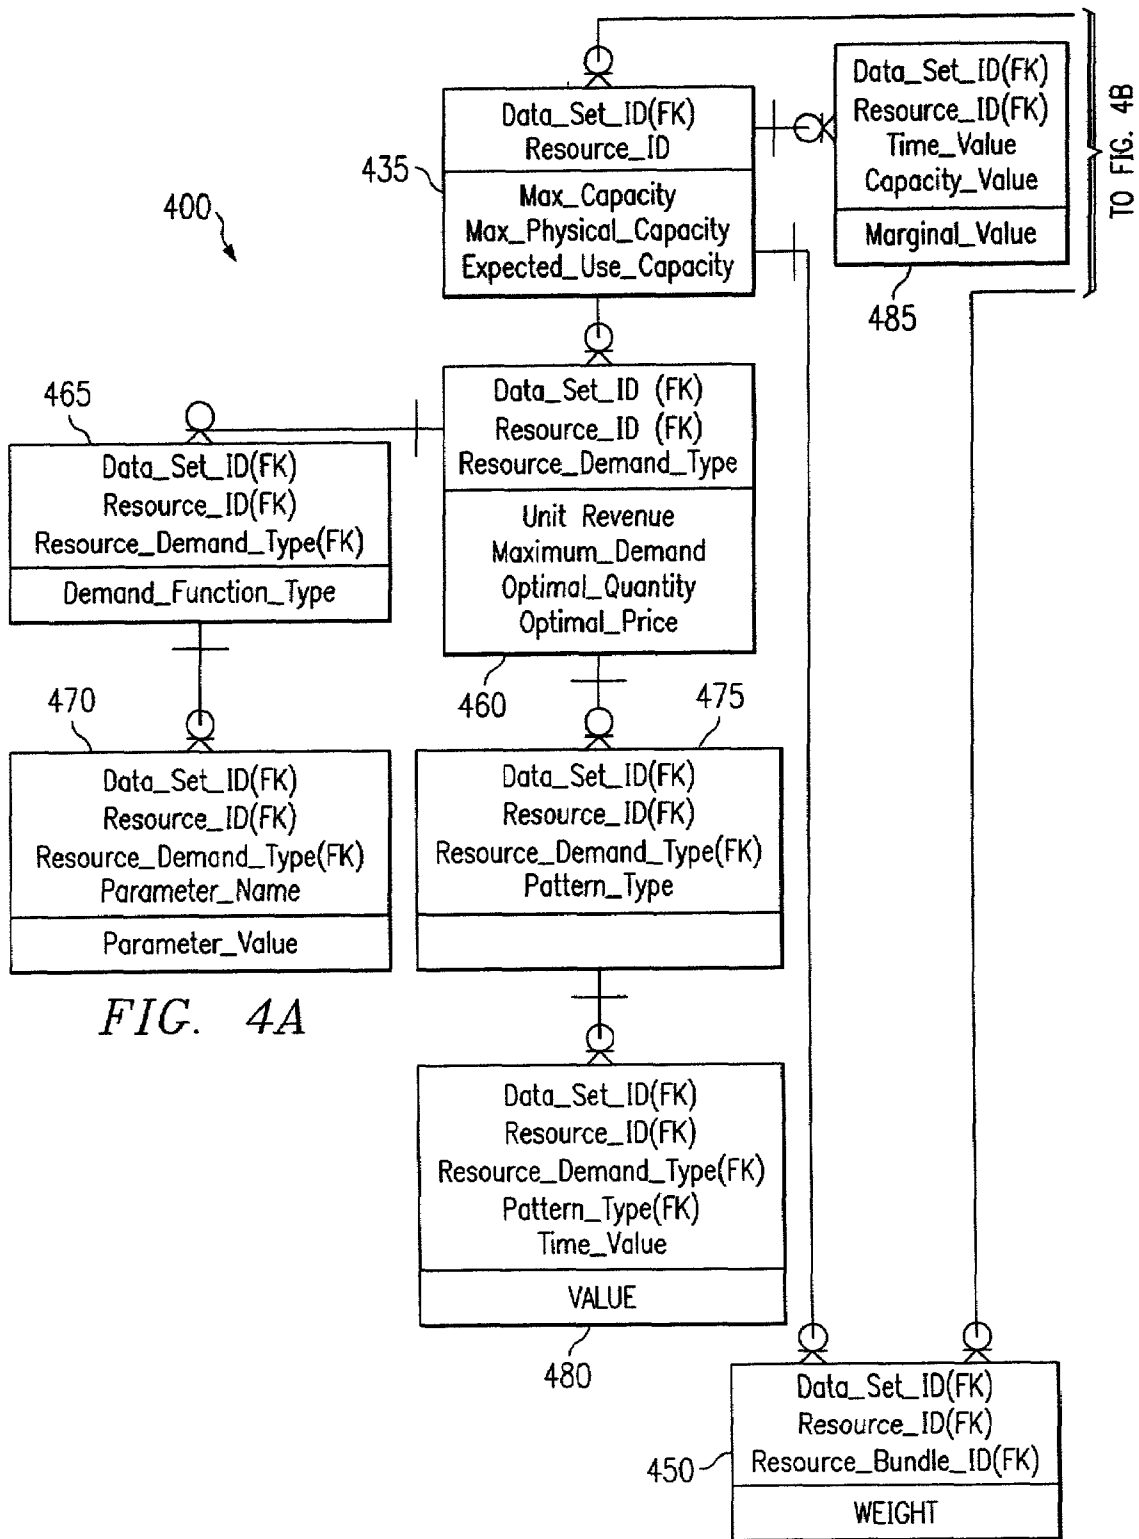 Data_Set_ID(FK)
Resource_ID
435
Max_Capacity
Max_Physical_Capacity
Expected_Use_Capacity
Data_Set_ID(FK)
Resource_ID(FK)
Time_Value
Capacity_Value
Marginal_Value
485
TO FIG. 4B
400
465
Data_Set_ID(FK)
Resource_ID(FK)
Resource_Demand_Type(FK)
Demand_Function_Type
Data_Set_ID (FK)
Resource_ID (FK)
Resource_Demand_Type
Unit Revenue
Maximum_Demand
Optimal_Quantity
Optimal_Price
460
470
Data_Set_ID(FK)
Resource_ID(FK)
Resource_Demand_Type(FK)
Parameter_Name
Parameter_Value
475
Data_Set_ID(FK)
Resource_ID(FK)
Resource_Demand_Type(FK)
Pattern_Type
FIG. 4A
Data_Set_ID(FK)
Resource_ID(FK)
Resource_Demand_Type(FK)
Pattern_Type(FK)
Time_Value
VALUE
480
Data_Set_ID(FK)
Resource_ID(FK)
Resource_Bundle_ID(FK)
450
WEIGHT